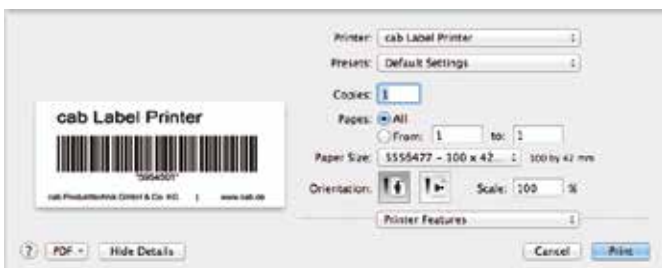 Printer: cab Label Printer
Presets: Default Settings
Copies: 1
Pages: All
From: 1 to: 1
Paper Size: 5556477 - 100 x 42... 100 by 42 mm
Orientation: Scale: 100 %
Printer Features
cab Label Printer
"5954501"
cab Produkttechnik GmbH & Co. KG | www.cab.de
? PDF Hide Details Cancel Print